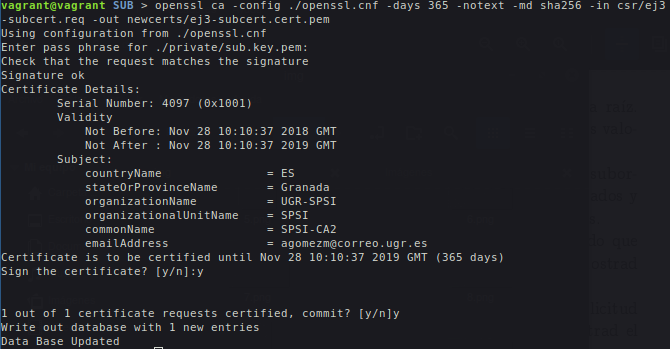 vagrant@vagrant SUB > openssl ca -config ./openssl.cnf -days 365 -notext -md sha256 -in csr/ej3
-subcert.req -out newcerts/ej3-subcert.cert.pem
Using configuration from ./openssl.cnf
Enter pass phrase for ./private/sub.key.pem:
Check that the request matches the signature
Signature ok
Certificate Details:
Serial Number: 4097 (0x1001)
Validity
Not Before: Nov 28 10:10:37 2018 GMT
Not After : Nov 28 10:10:37 2019 GMT
Subject:
countryName = ES
stateOrProvinceName = Granada
organizationName = UGR-SPSI
organizationalUnitName = SPSI
commonName = SPSI-CA2
emailAddress = agomezm@correo.ugr.es
Certificate is to be certified until Nov 28 10:10:37 2019 GMT (365 days)
Sign the certificate? [y/n]:y
1 out of 1 certificate requests certified, commit? [y/n]y
Write out database with 1 new entries
Data Base Updated